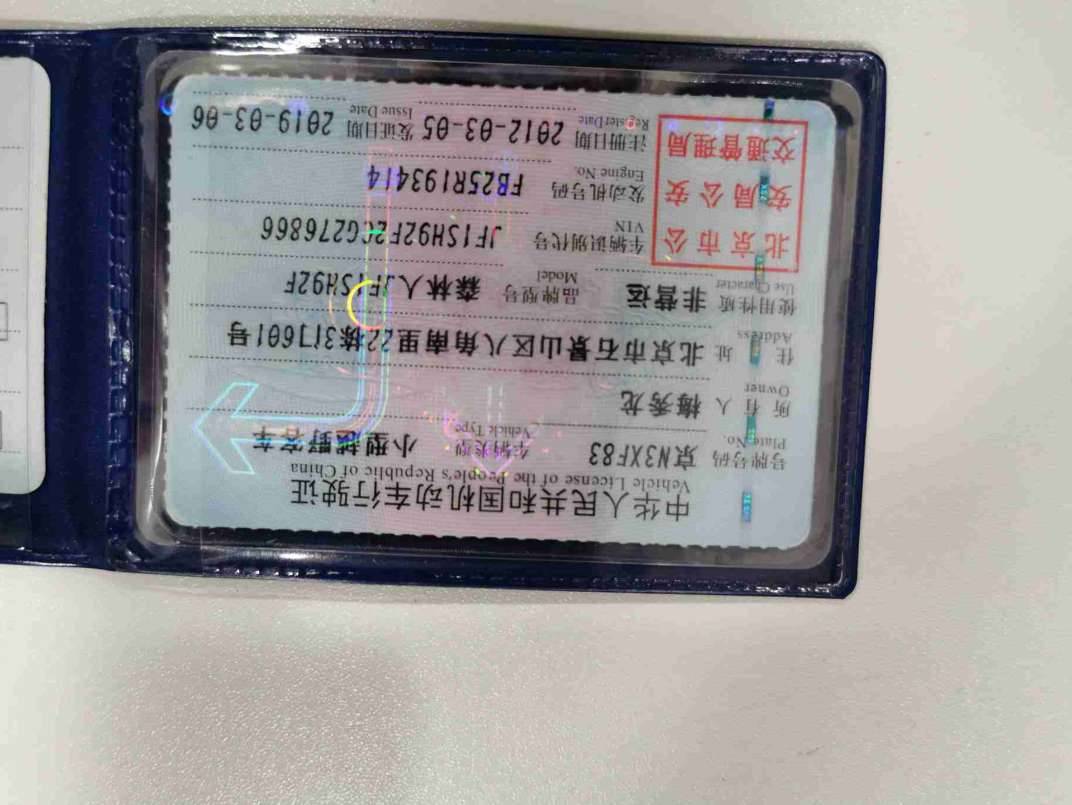 中华人民共和国机动车行驶证
Vehicle License of the People's Republic of China
号牌号码 京N3XF83 车辆类型 小型越野客车
Plate No. Vehicle Type
所有人 梅秀龙
Owner
住址 北京市石景山区八角南里22栋3门601号
Address
使用性质 非营运 品牌型号 森林人JF1SH92F
Use Character Model
北京市公安局公安交通管理局
车辆识别代号 JF1SH92F2CG276866
VIN
发动机号码 FB25R193414
Engine No.
注册日期 2012-03-05 发证日期 2019-03-06
Register Date Issue Date